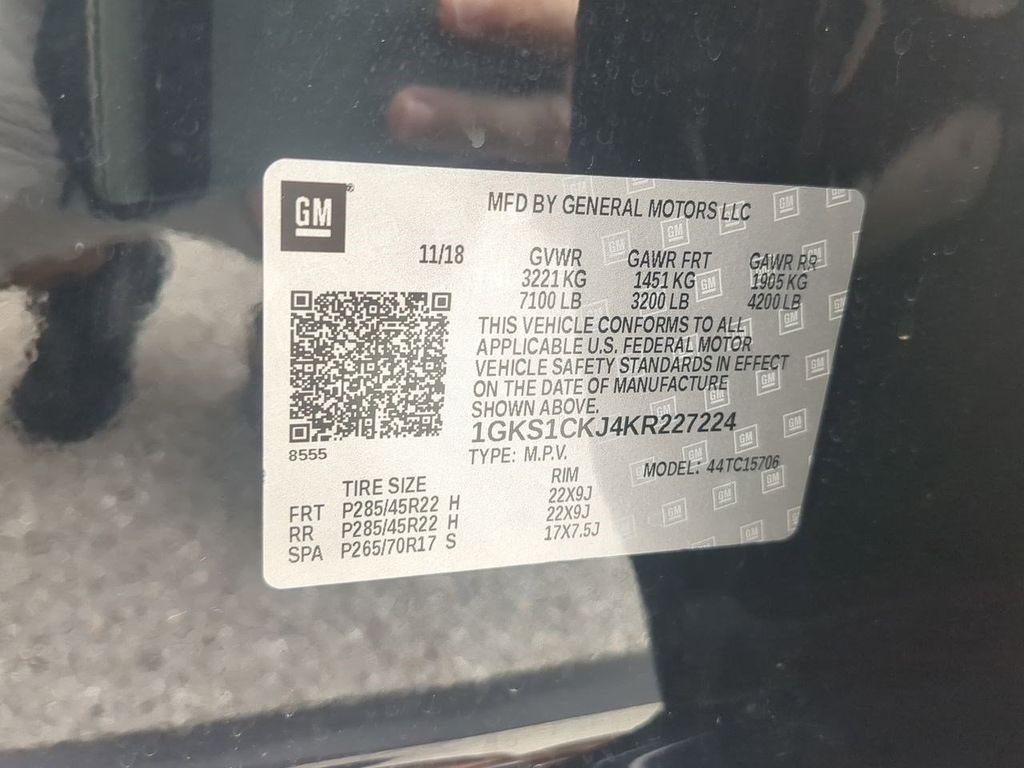 GM
MFD BY GENERAL MOTORS LLC
11/18
GVWR GAWR FRT GAWR RR
3221 KG 1451 KG 1905 KG
7100 LB 3200 LB 4200 LB
THIS VEHICLE CONFORMS TO ALL
APPLICABLE U.S. FEDERAL MOTOR
VEHICLE SAFETY STANDARDS IN EFFECT
ON THE DATE OF MANUFACTURE
SHOWN ABOVE.
1GKS1CKJ4KR227224
8555
TYPE: M.P.V. MODEL: 44TC15706
TIRE SIZE RIM
FRT P285/45R22 H 22X9J
RR P285/45R22 H 22X9J
SPA P265/70R17 S 17X7.5J